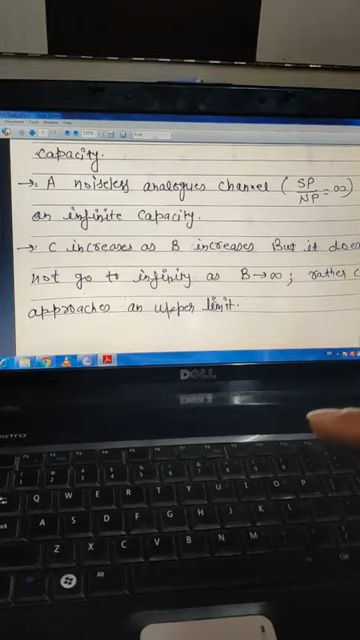 capacity.
→ A noiseless analogues channel (SP/NP = ∞)
an infinite capacity.
→ C increases as B increases But it does
not go to infinity as B→∞; rather C
approaches an upper limit.
DELL
Q W E R T Y U I O P
A S D F G H J K L
Z X C V B N M
Alt